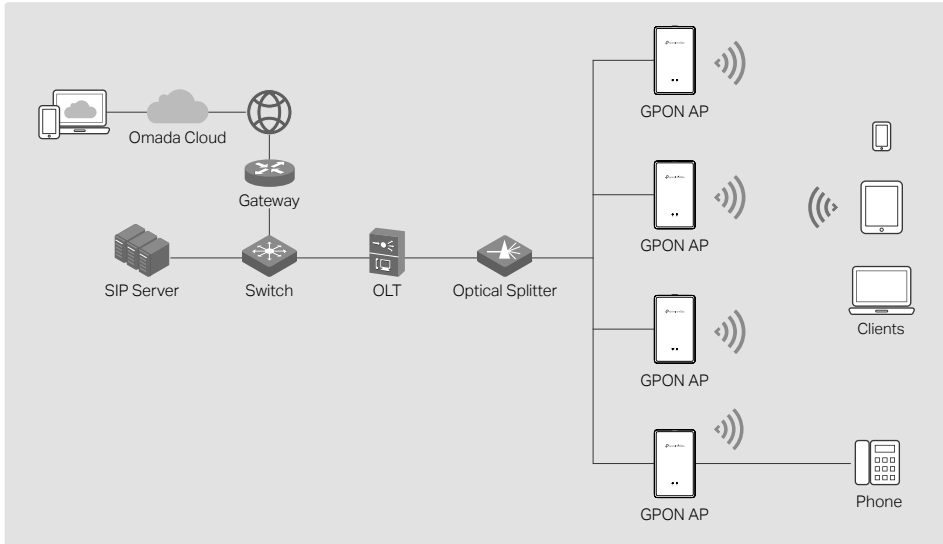 GPON AP
Omada Cloud
Gateway
GPON AP
SIP Server
Switch
OLT
Optical Splitter
Clients
GPON AP
Phone
GPON AP